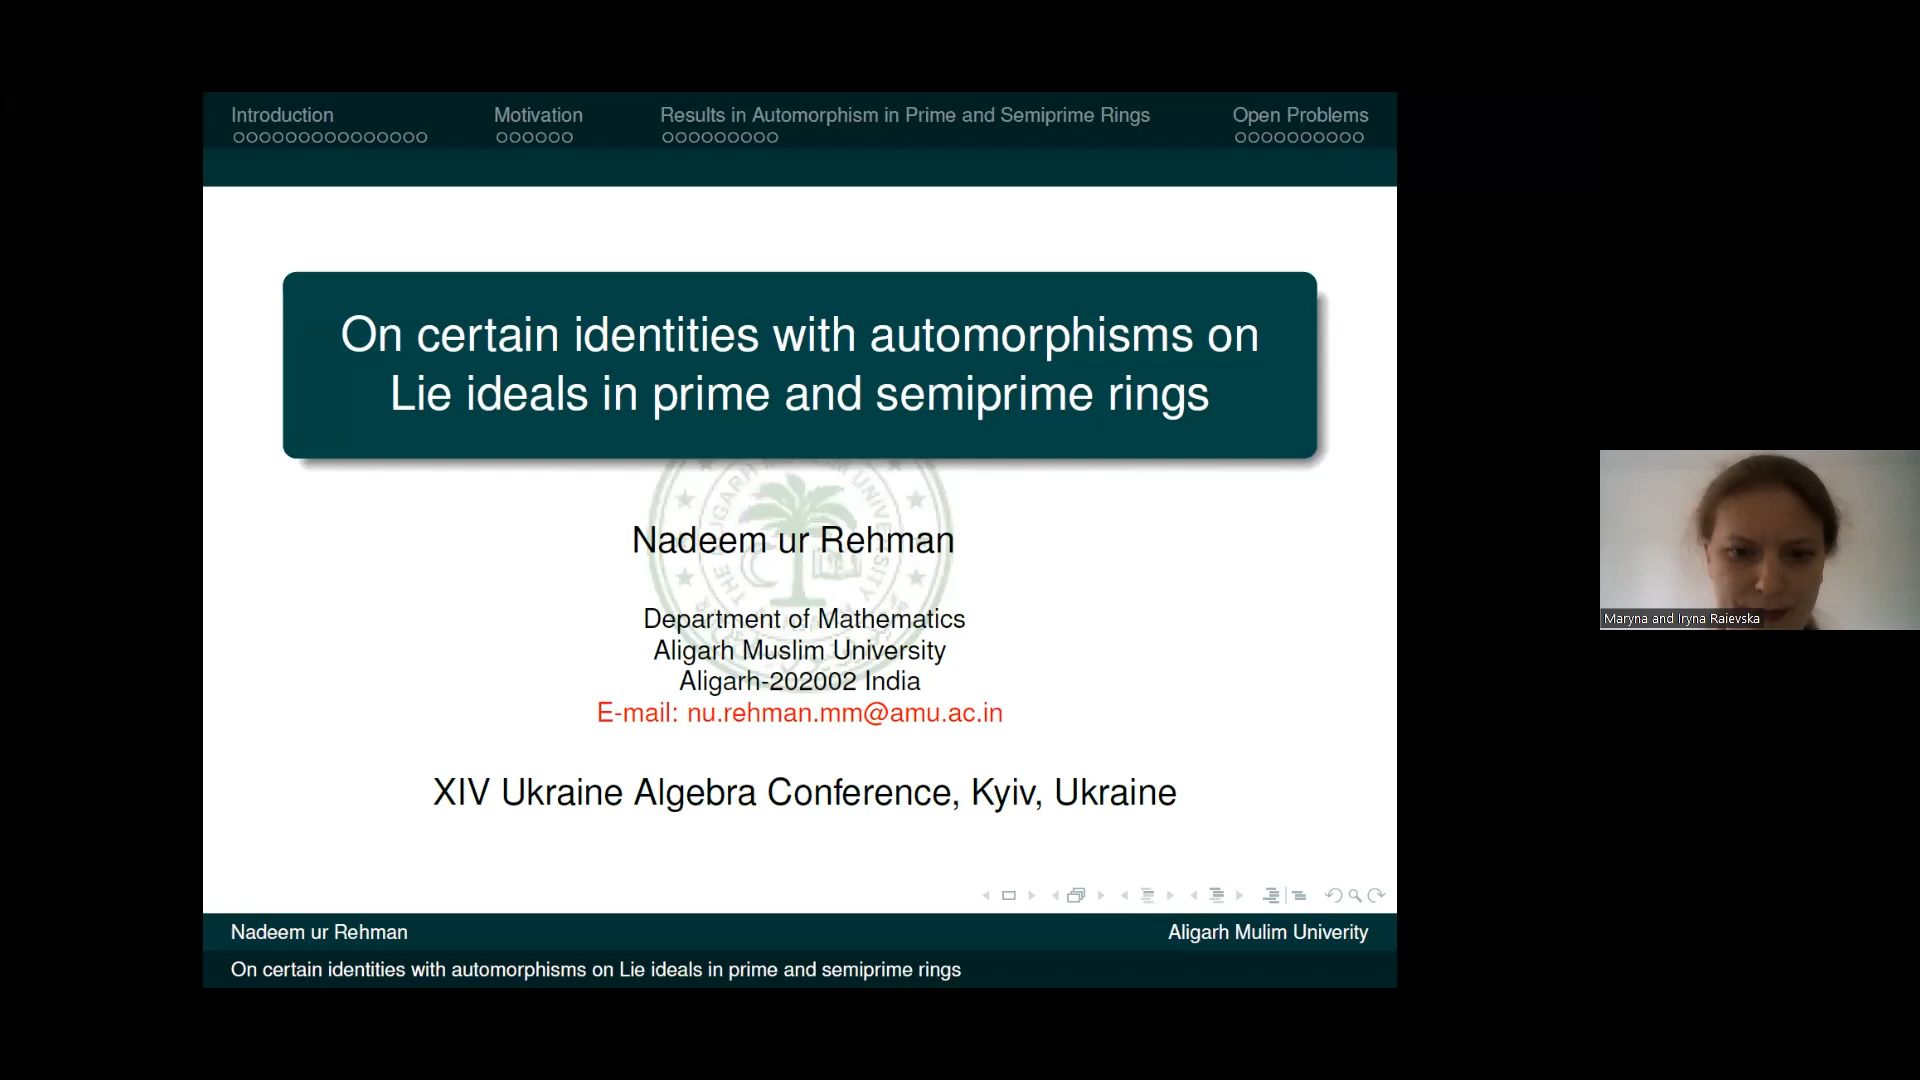 Introduction
Motivation
Results in Automorphism in Prime and Semiprime Rings
Open Problems
On certain identities with automorphisms on
Lie ideals in prime and semiprime rings
Nadeem ur Rehman
Department of Mathematics
Aligarh Muslim University
Aligarh-202002 India
E-mail: nu.rehman.mm@amu.ac.in
XIV Ukraine Algebra Conference, Kyiv, Ukraine
Nadeem ur Rehman
Aligarh Mulim Univerity
On certain identities with automorphisms on Lie ideals in prime and semiprime rings
Maryna and Iryna Raievska